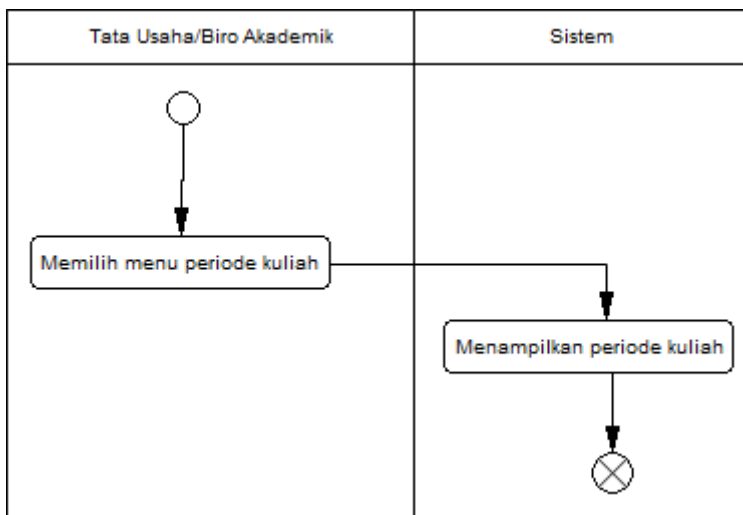 Tata Usaha/Biro Akademik
Sistem
Memilih menu periode kuliah
Menampilkan periode kuliah